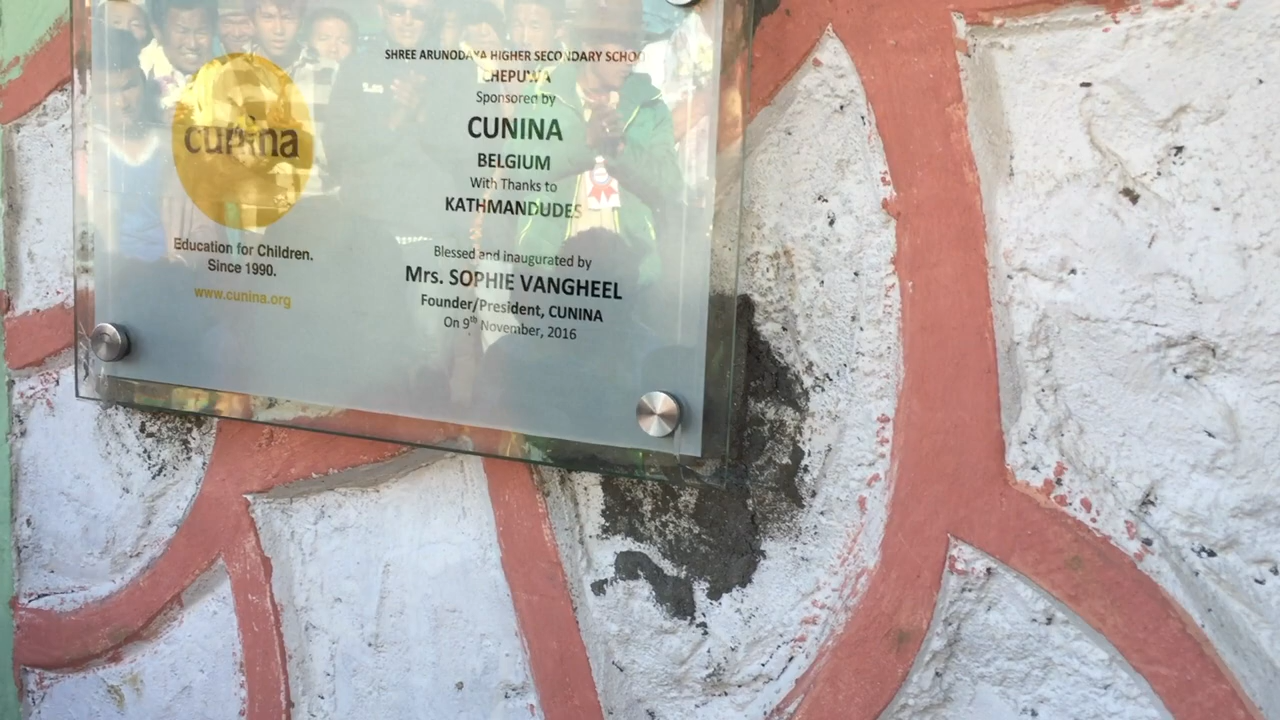 cunina
Education for Children.
Since 1990.
www.cunina.org
SHREE ARUNODAYA HIGHER SECONDARY SCHOO
CHEPUWA
Sponsored by
CUNINA
BELGIUM
With Thanks to
KATHMANDUDES
Blessed and inaugurated by
Mrs. SOPHIE VANGHEEL
Founder/President, CUNINA
On 9th November, 2016